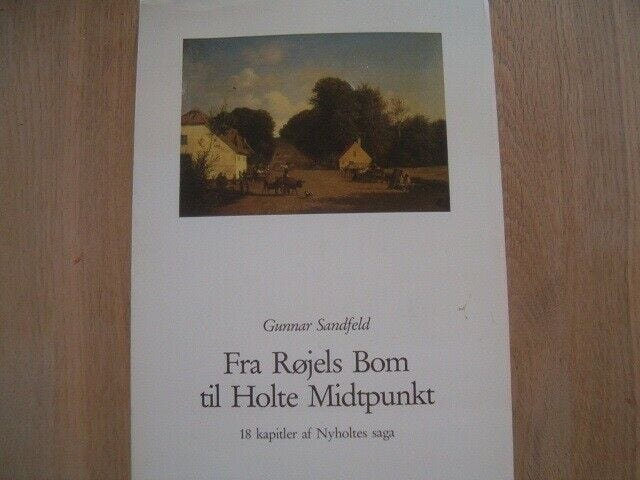 Gunnar Sandfeld
Fra Røjels Bom
til Holte Midtpunkt
18 kapitler af Nyholtes saga